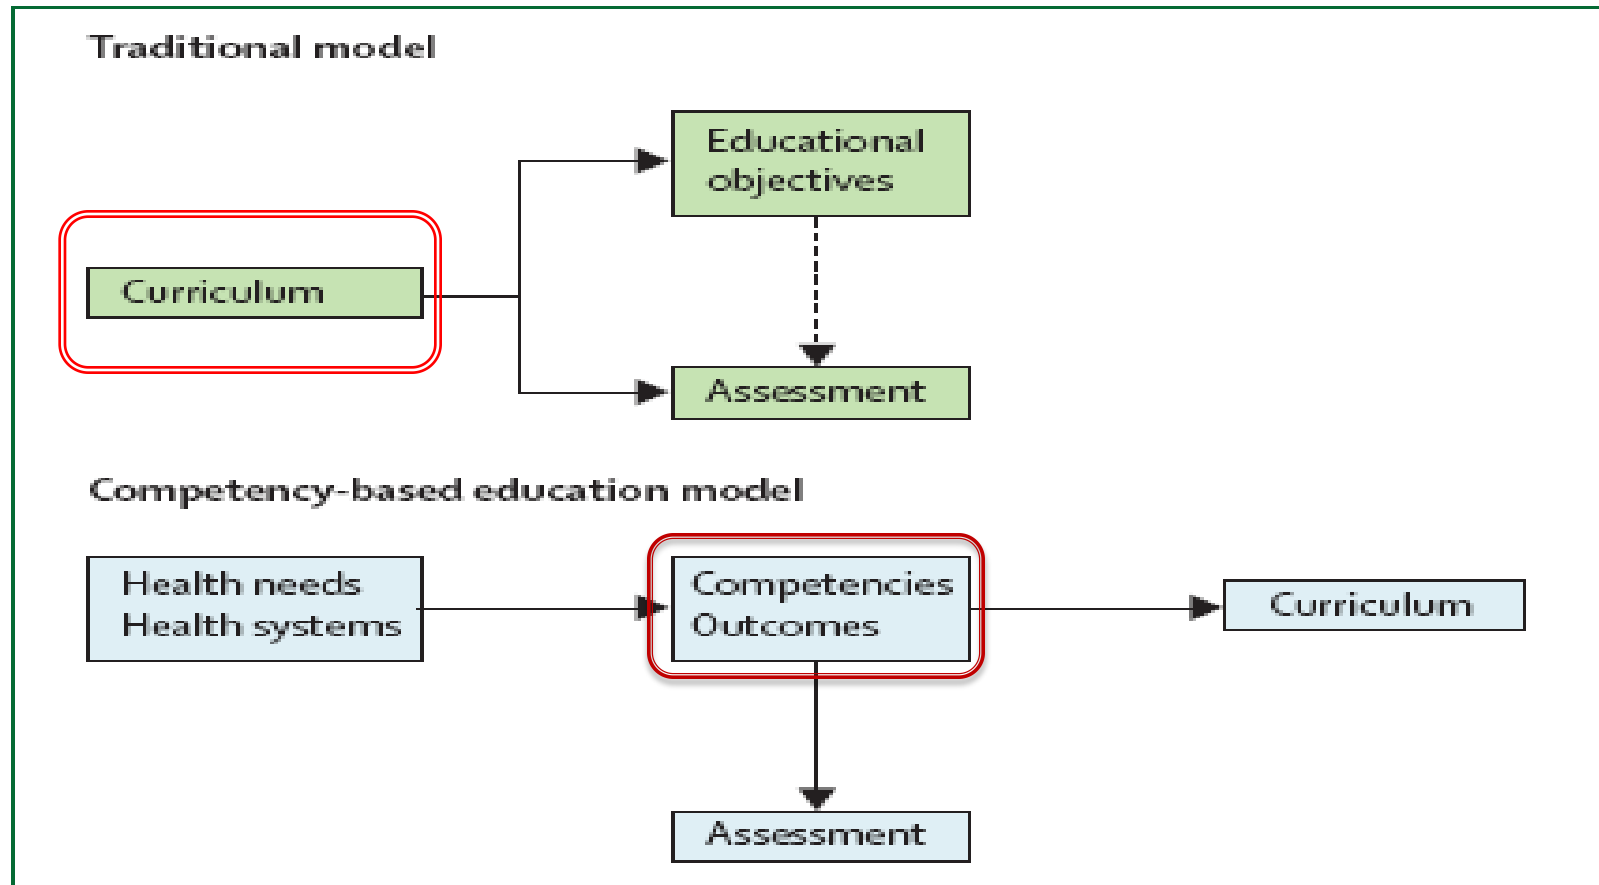 Traditional model
Educational
objectives
Curriculum
Assessment
Competency-based education model
Health needs
Health systems
Competencies
Outcomes
Curriculum
Assessment